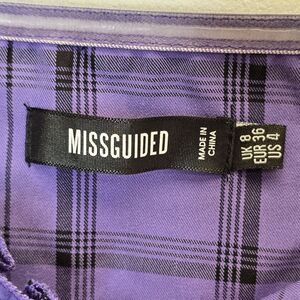 MISSGUIDED
MADE IN
CHINA
UK 8
EUR 36
US 4